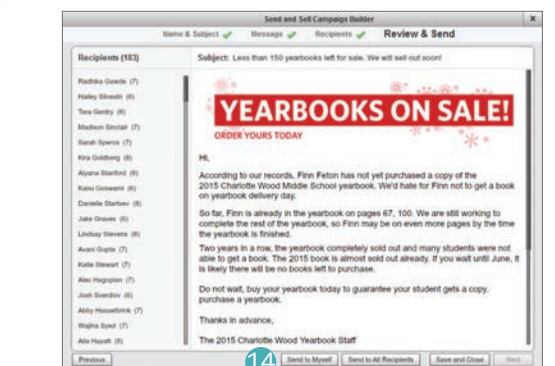 Send and Sell Campaign Builder x
Name & Subject Message Recipients Review & Send
Recipients (183)
Subject: Less than 150 yearbooks left for sale. We will sell out soon!
Radhika Gawde (7)
Hailey Silvestri (6)
Tara Gentry (6)
Madison Sinclair (7)
Sarah Speros (7)
Kira Goldberg (8)
Aiyana Stanford (6)
Kanu Goswami (6)
Danielle Startsev (8)
Jake Graves (6)
Lindsay Stevens (8)
Avani Gupta (7)
Katie Stewart (7)
Alec Hagopian (7)
Josh Sverdlov (6)
Abby Hasselbrink (7)
Wajiha Syed (7)
Alia Hayatt (8)
YEARBOOKS ON SALE!
ORDER YOURS TODAY
Hi,
According to our records, Finn Feton has not yet purchased a copy of the
2015 Charlotte Wood Middle School yearbook. We'd hate for Finn not to get a book
on yearbook delivery day.
So far, Finn is already in the yearbook on pages 67, 100. We are still working to
complete the rest of the yearbook, so Finn may be on even more pages by the time
the yearbook is finished.
Two years in a row, the yearbook completely sold out and many students were not
able to get a book. The 2015 book is almost sold out already. If you wait until June, it
is likely there will be no books left to purchase.
Do not wait, buy your yearbook today to guarantee your student gets a copy.
purchase a yearbook.
Thanks in advance,
The 2015 Charlotte Wood Yearbook Staff
Previous 14 Send to Myself Send to All Recipients Save and Close Next